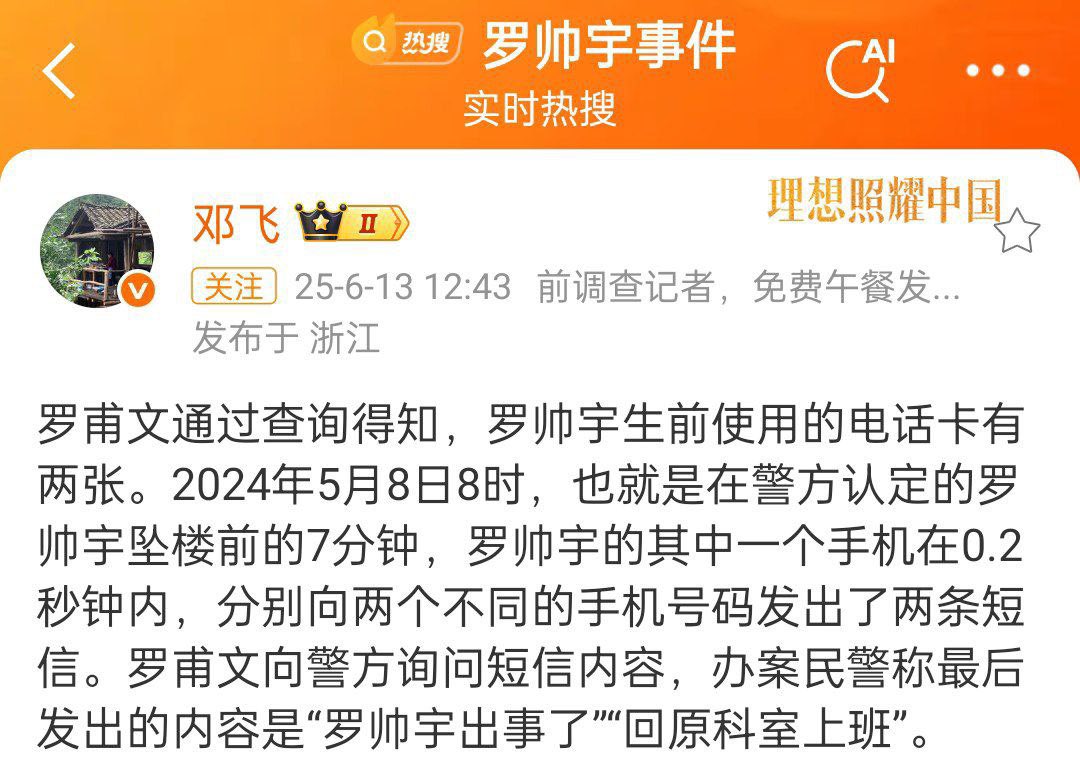 热搜 罗帅宇事件 AI
实时热搜
理想照耀中国
邓飞 II
关注 25-6-13 12:43 前调查记者，免费午餐发...
发布于 浙江
罗甫文通过查询得知，罗帅宇生前使用的电话卡有
两张。2024年5月8日8时，也就是在警方认定的罗
帅宇坠楼前的7分钟，罗帅宇的其中一个手机在0.2
秒钟内，分别向两个不同的手机号码发出了两条短
信。罗甫文向警方询问短信内容，办案民警称最后
发出的内容是“罗帅宇出事了”“回原科室上班”。